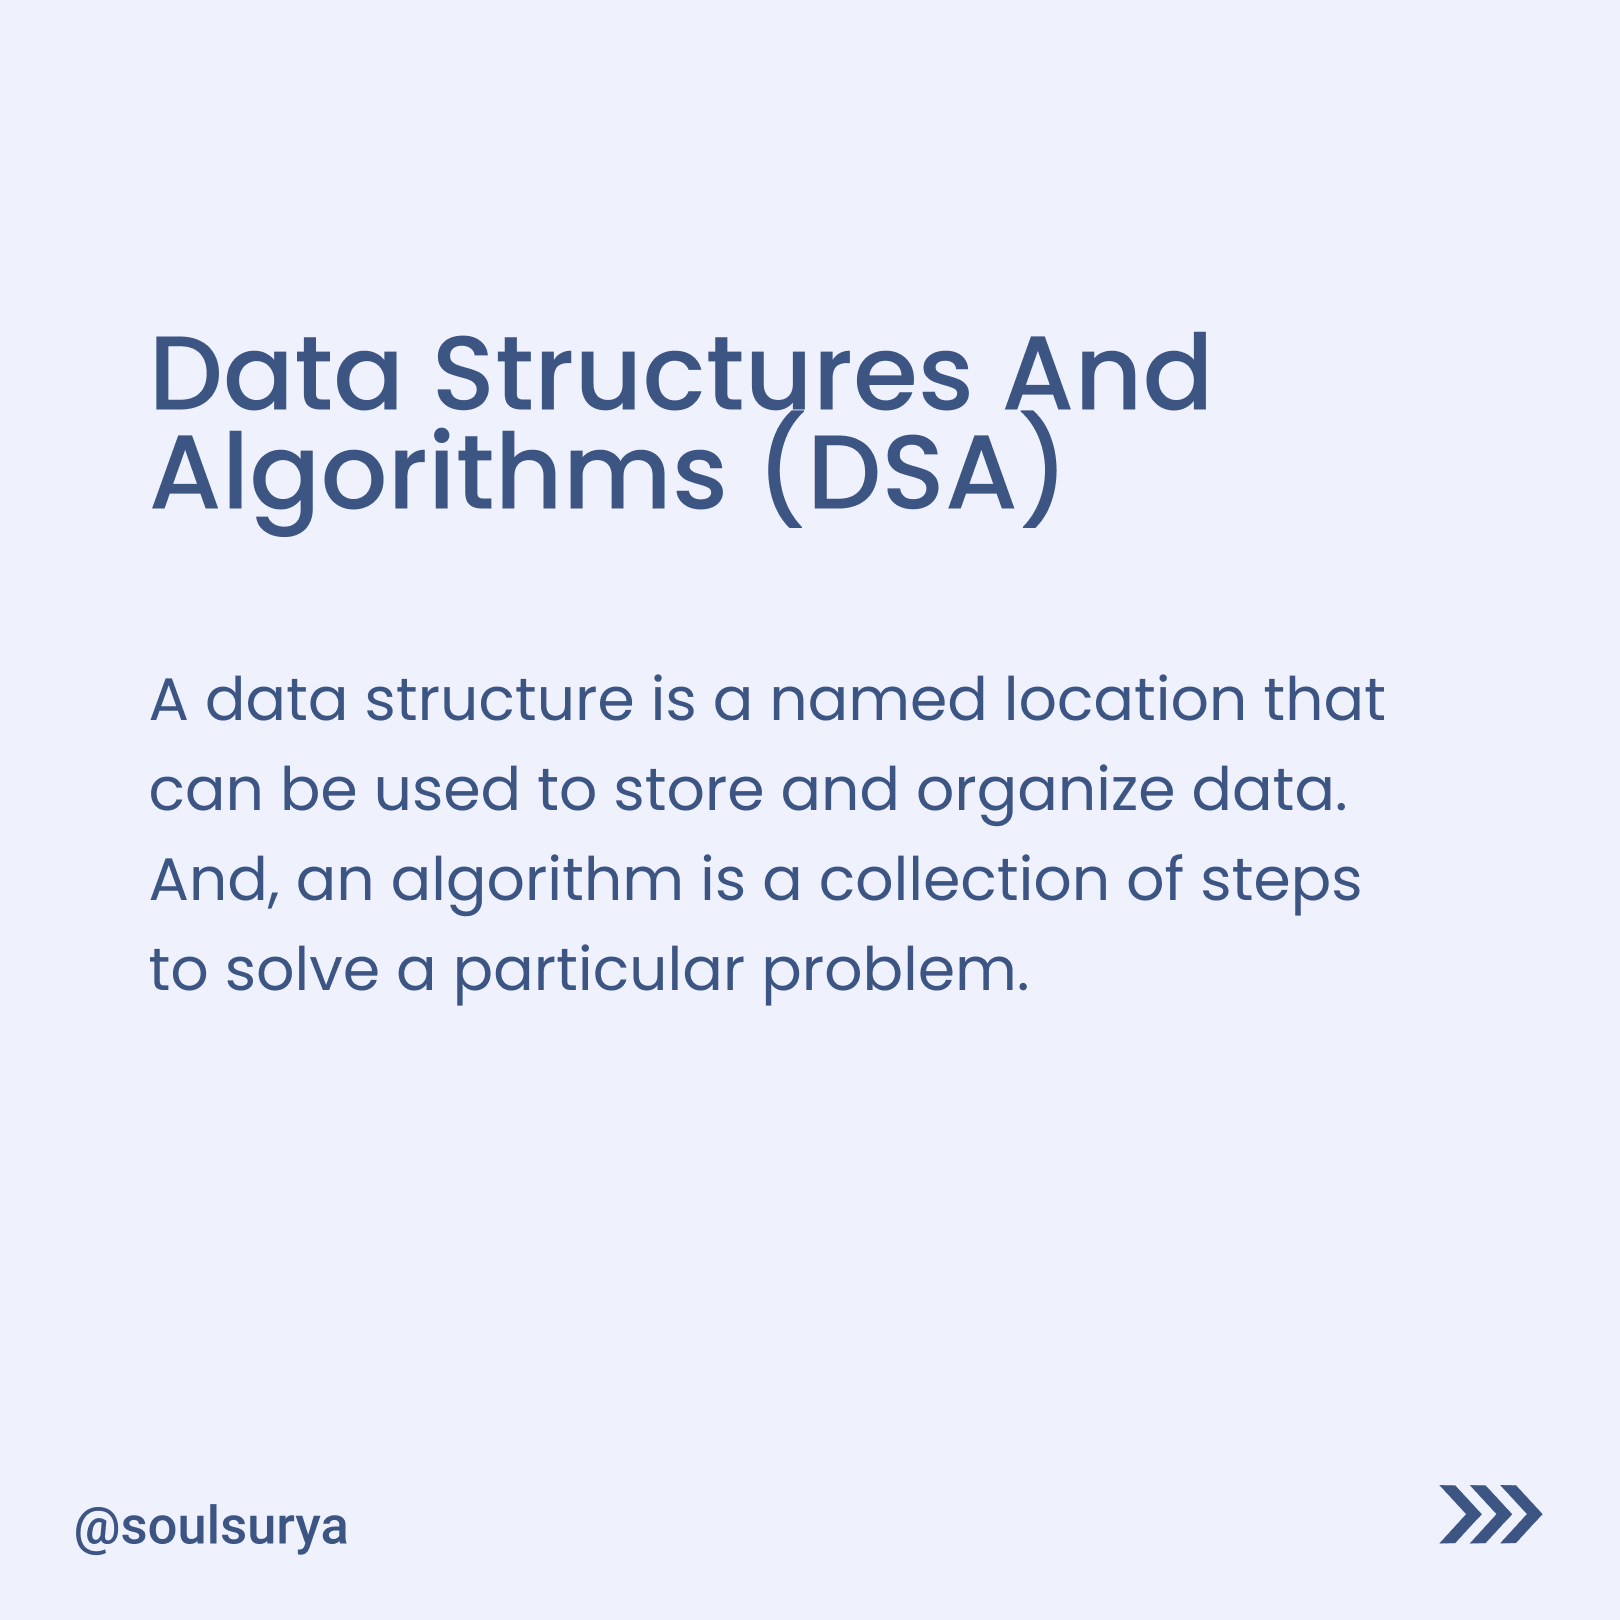 Data Structures And
Algorithms (DSA)
A data structure is a named location that
can be used to store and organize data.
And, an algorithm is a collection of steps
to solve a particular problem.
@soulsurya